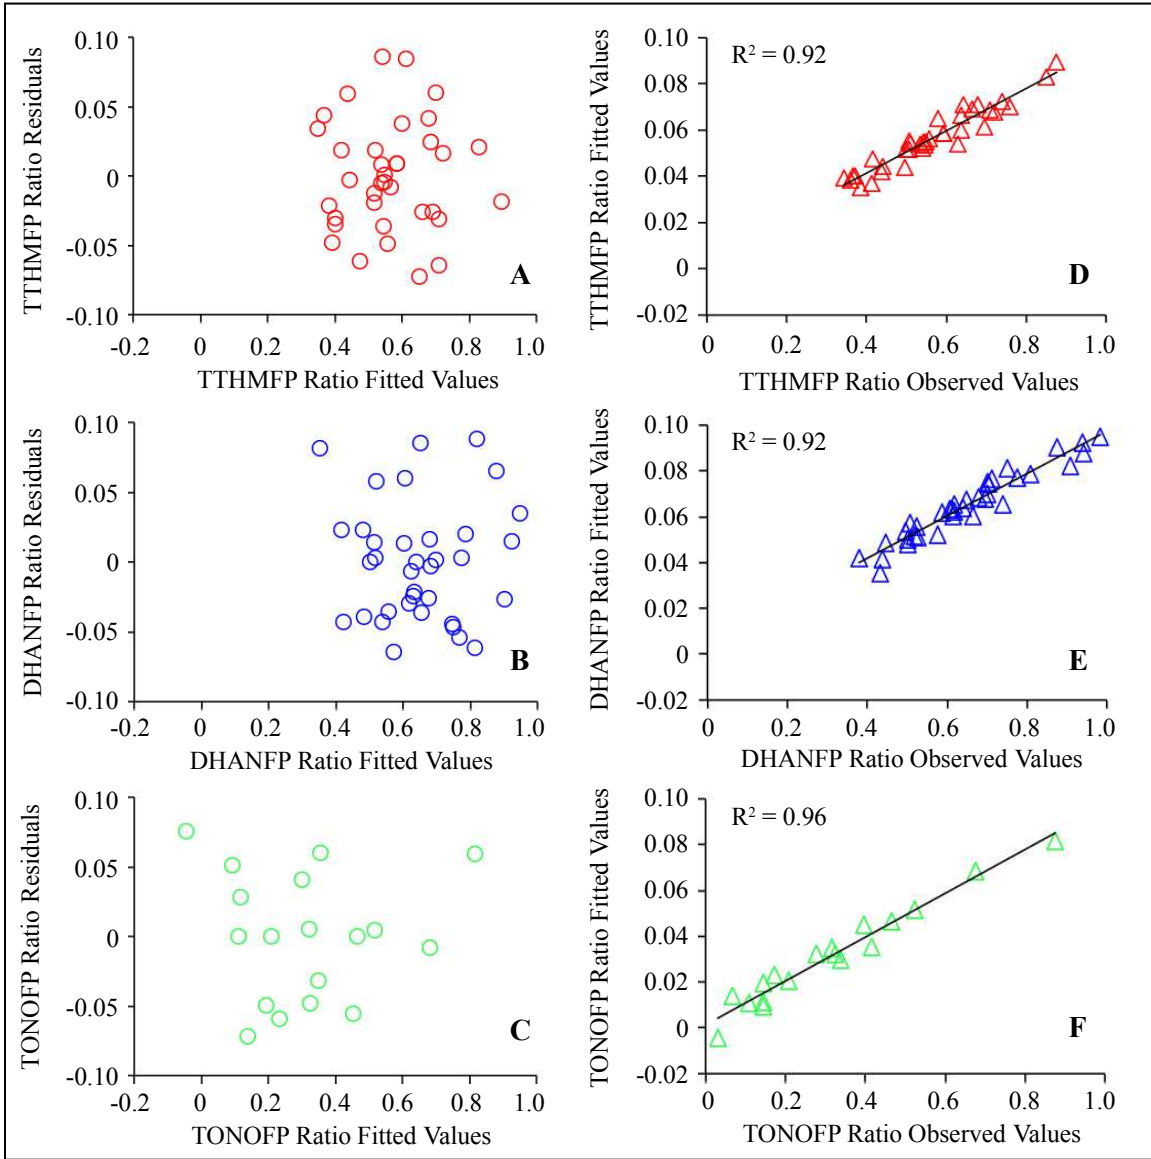 TTHMFP Ratio Residuals
0.10
0.05
0
-0.05
-0.10
A
-0.2 0 0.2 0.4 0.6 0.8 1.0
TTHMFP Ratio Fitted Values
TTHMFP Ratio Fitted Values
0.10
0.08
0.06
0.04
0.02
0
-0.02
R² = 0.92
D
0 0.2 0.4 0.6 0.8 1.0
TTHMFP Ratio Observed Values
DHANFP Ratio Residuals
0.10
0.05
0
-0.05
-0.10
B
-0.2 0 0.2 0.4 0.6 0.8 1.0
DHANFP Ratio Fitted Values
DHANFP Ratio Fitted Values
0.10
0.08
0.06
0.04
0.02
0
-0.02
R² = 0.92
E
0 0.2 0.4 0.6 0.8 1.0
DHANFP Ratio Observed Values
TONOFP Ratio Residuals
0.10
0.05
0
-0.05
-0.10
C
-0.2 0 0.2 0.4 0.6 0.8 1.0
TONOFP Ratio Fitted Values
TONOFP Ratio Fitted Values
0.10
0.08
0.06
0.04
0.02
0
-0.02
R² = 0.96
F
0 0.2 0.4 0.6 0.8 1.0
TONOFP Ratio Observed Values